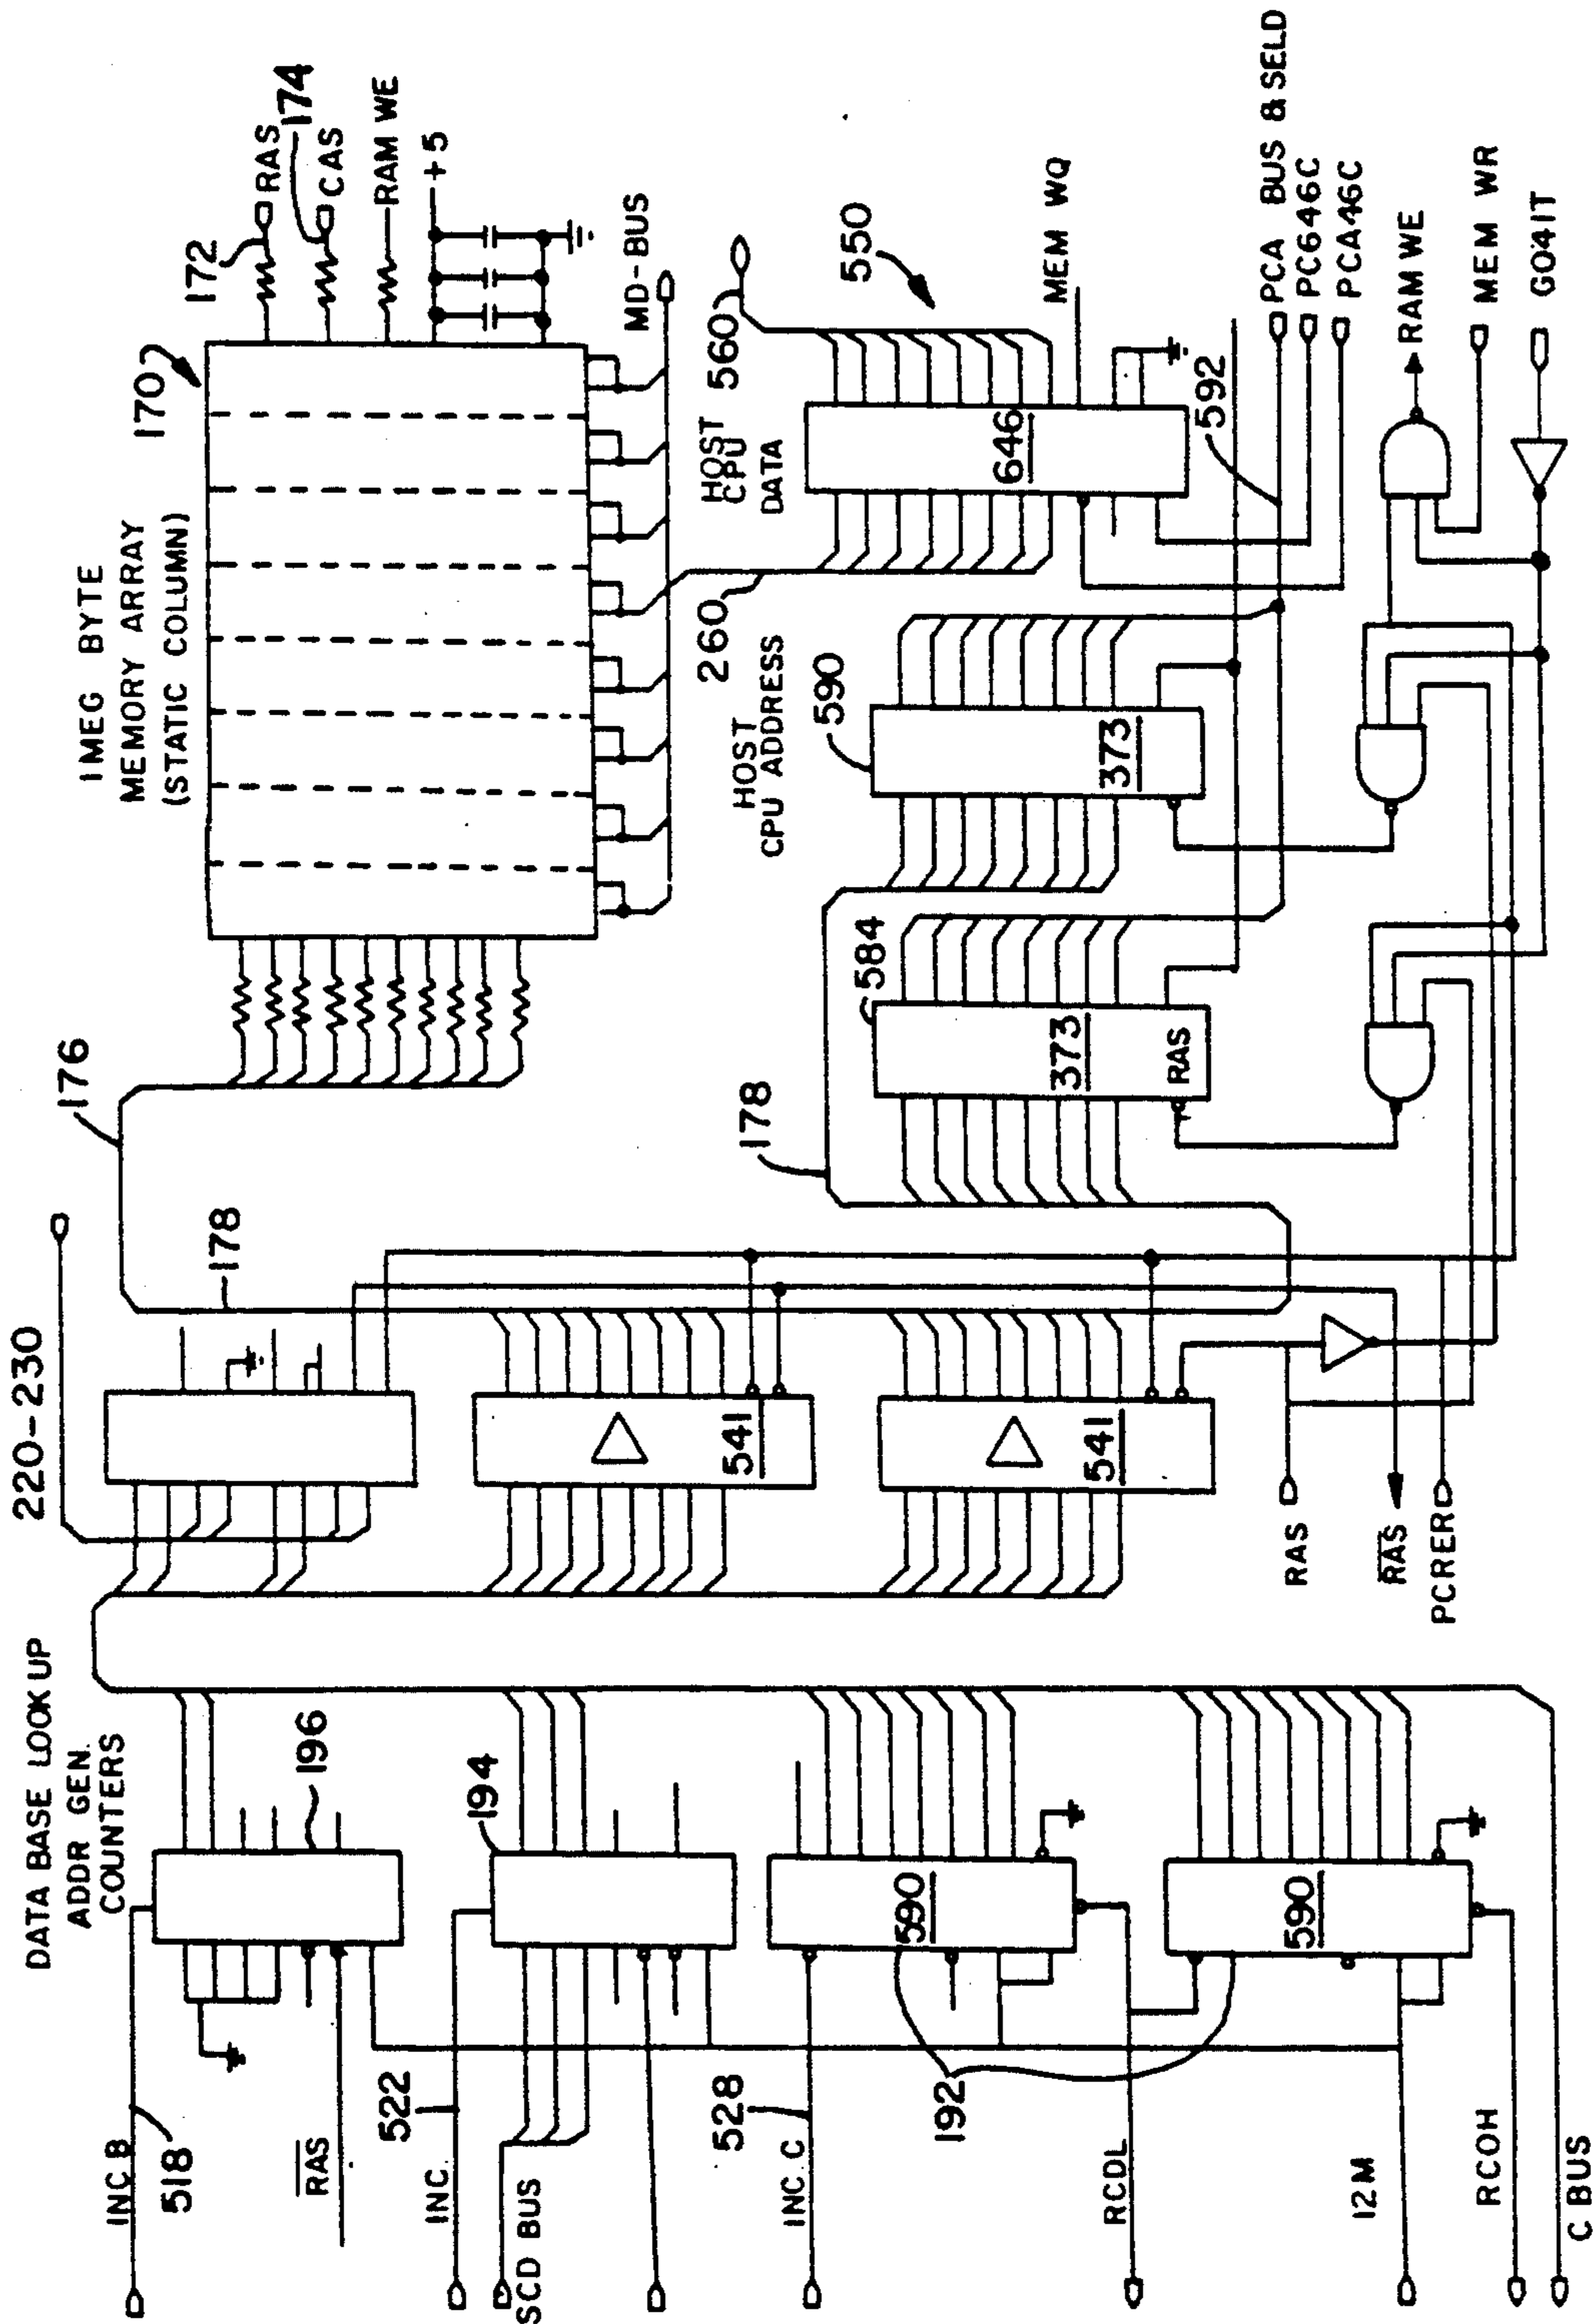 DATA BASE LOOK UP
ADDR GEN.
COUNTERS
INC B
518
RAS
INC
522
SCD BUS
INC C
528
RCDL
12M
RCOH
C BUS
196
194
590
590
192
220-230
176
178
541
541
RAS
RAS
PCRER
1MEG BYTE
MEMORY ARRAY
(STATIC COLUMN)
170
172
RAS
CAS
174
RAM WE
+5
MD-BUS
178
584
373
RAS
HOST
CPU ADDRESS
590
373
260
HOST
CPU
DATA
560
646
550
MEM WQ
592
PCA BUS & SELD
PC646C
PCA46C
RAM WE
MEM WR
GO4IT